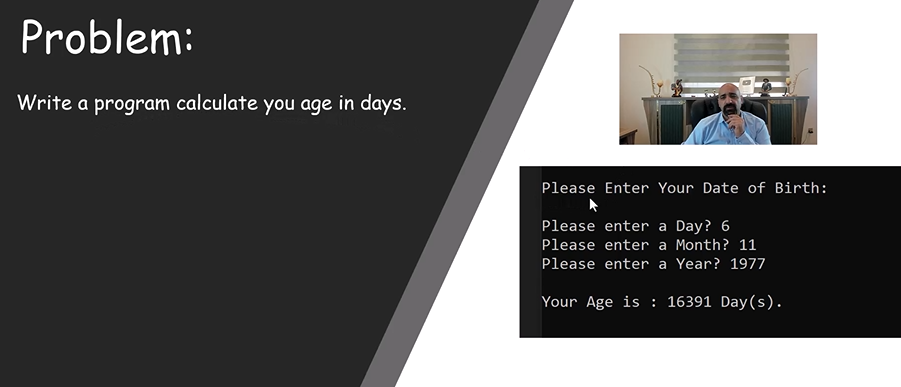 Problem:
Write a program calculate you age in days.
Please Enter Your Date of Birth:
Please enter a Day? 6
Please enter a Month? 11
Please enter a Year? 1977
Your Age is : 16391 Day(s).